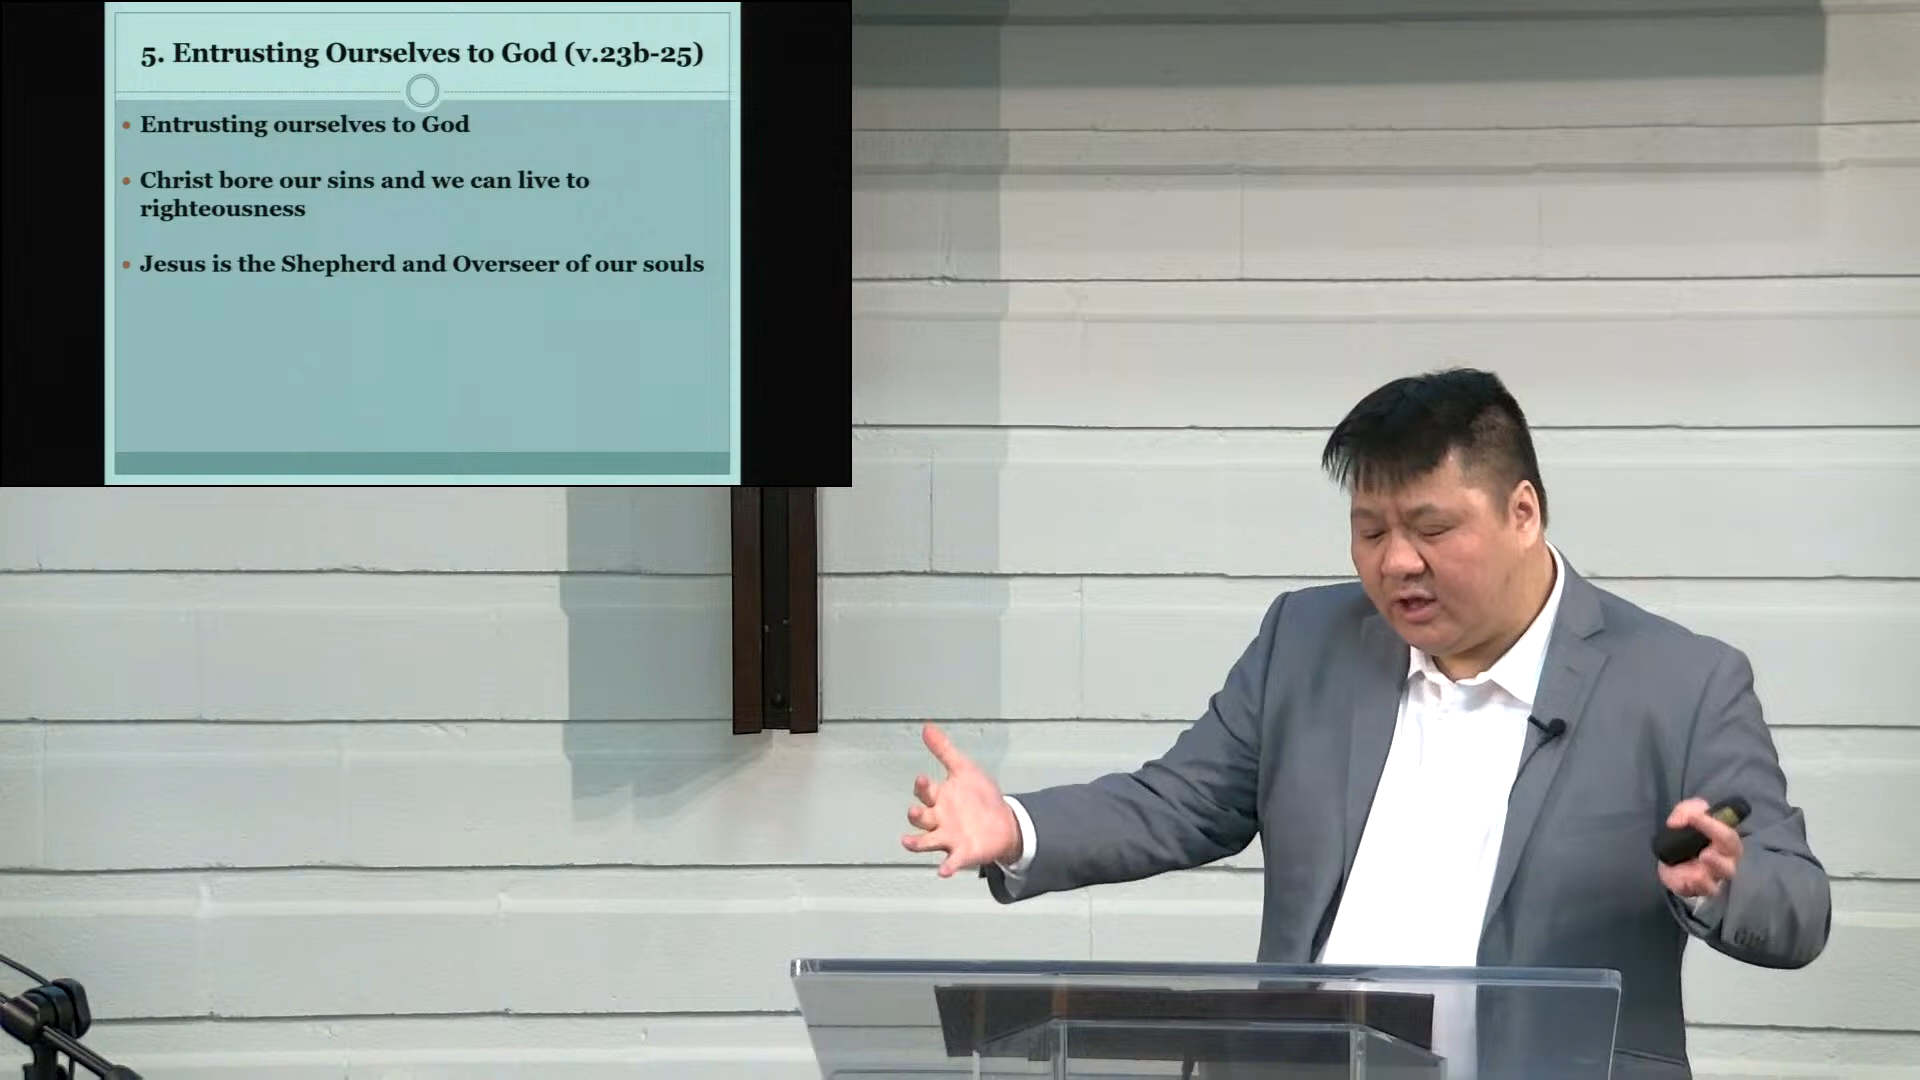 5. Entrusting Ourselves to God (v.23b-25)
• Entrusting ourselves to God
• Christ bore our sins and we can live to
righteousness
• Jesus is the Shepherd and Overseer of our souls